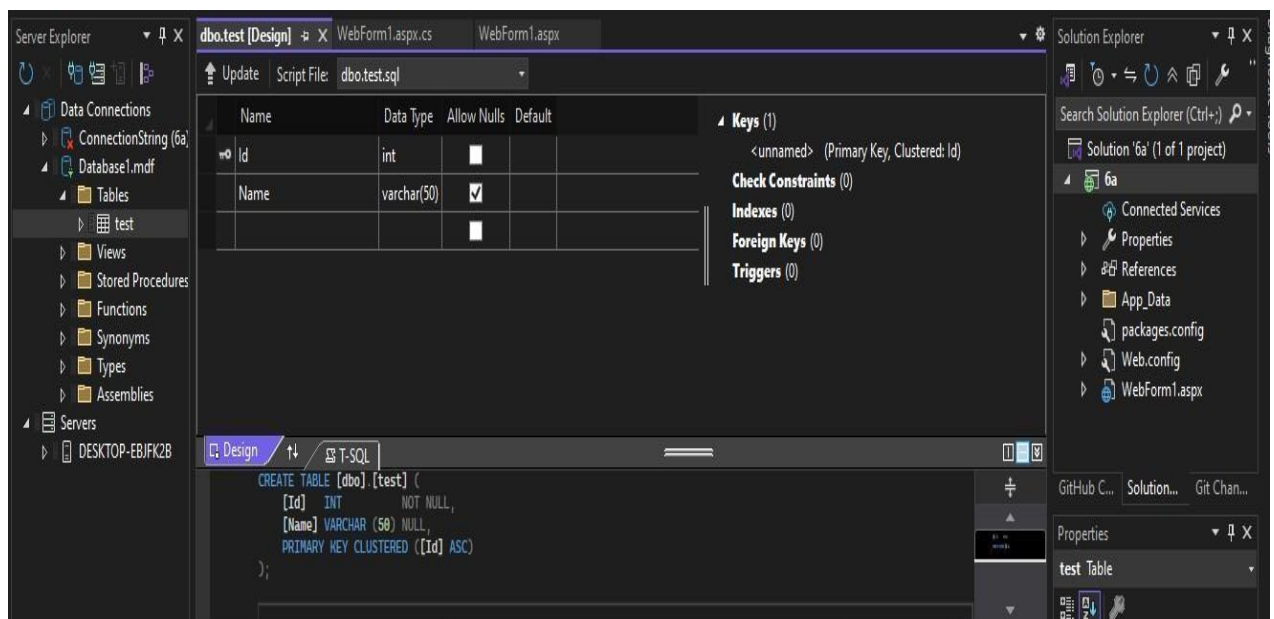 Server Explorer
Data Connections
ConnectionString (6a)
Database1.mdf
Tables
test
Views
Stored Procedures
Functions
Synonyms
Types
Assemblies
Servers
DESKTOP-EBJFK2B
dbo.test [Design] WebForm1.aspx.cs WebForm1.aspx
Update Script File: dbo.test.sql
Name Data Type Allow Nulls Default
Id int
Name varchar(50)
Keys (1)
<unnamed> (Primary Key, Clustered: Id)
Check Constraints (0)
Indexes (0)
Foreign Keys (0)
Triggers (0)
Design T-SQL
CREATE TABLE [dbo].[test] (
[Id] INT NOT NULL,
[Name] VARCHAR (50) NULL,
PRIMARY KEY CLUSTERED ([Id] ASC)
);
Solution Explorer
Search Solution Explorer (Ctrl+;)
Solution '6a' (1 of 1 project)
6a
Connected Services
Properties
References
App_Data
packages.config
Web.config
WebForm1.aspx
GitHub C... Solution... Git Chan...
Properties
test Table